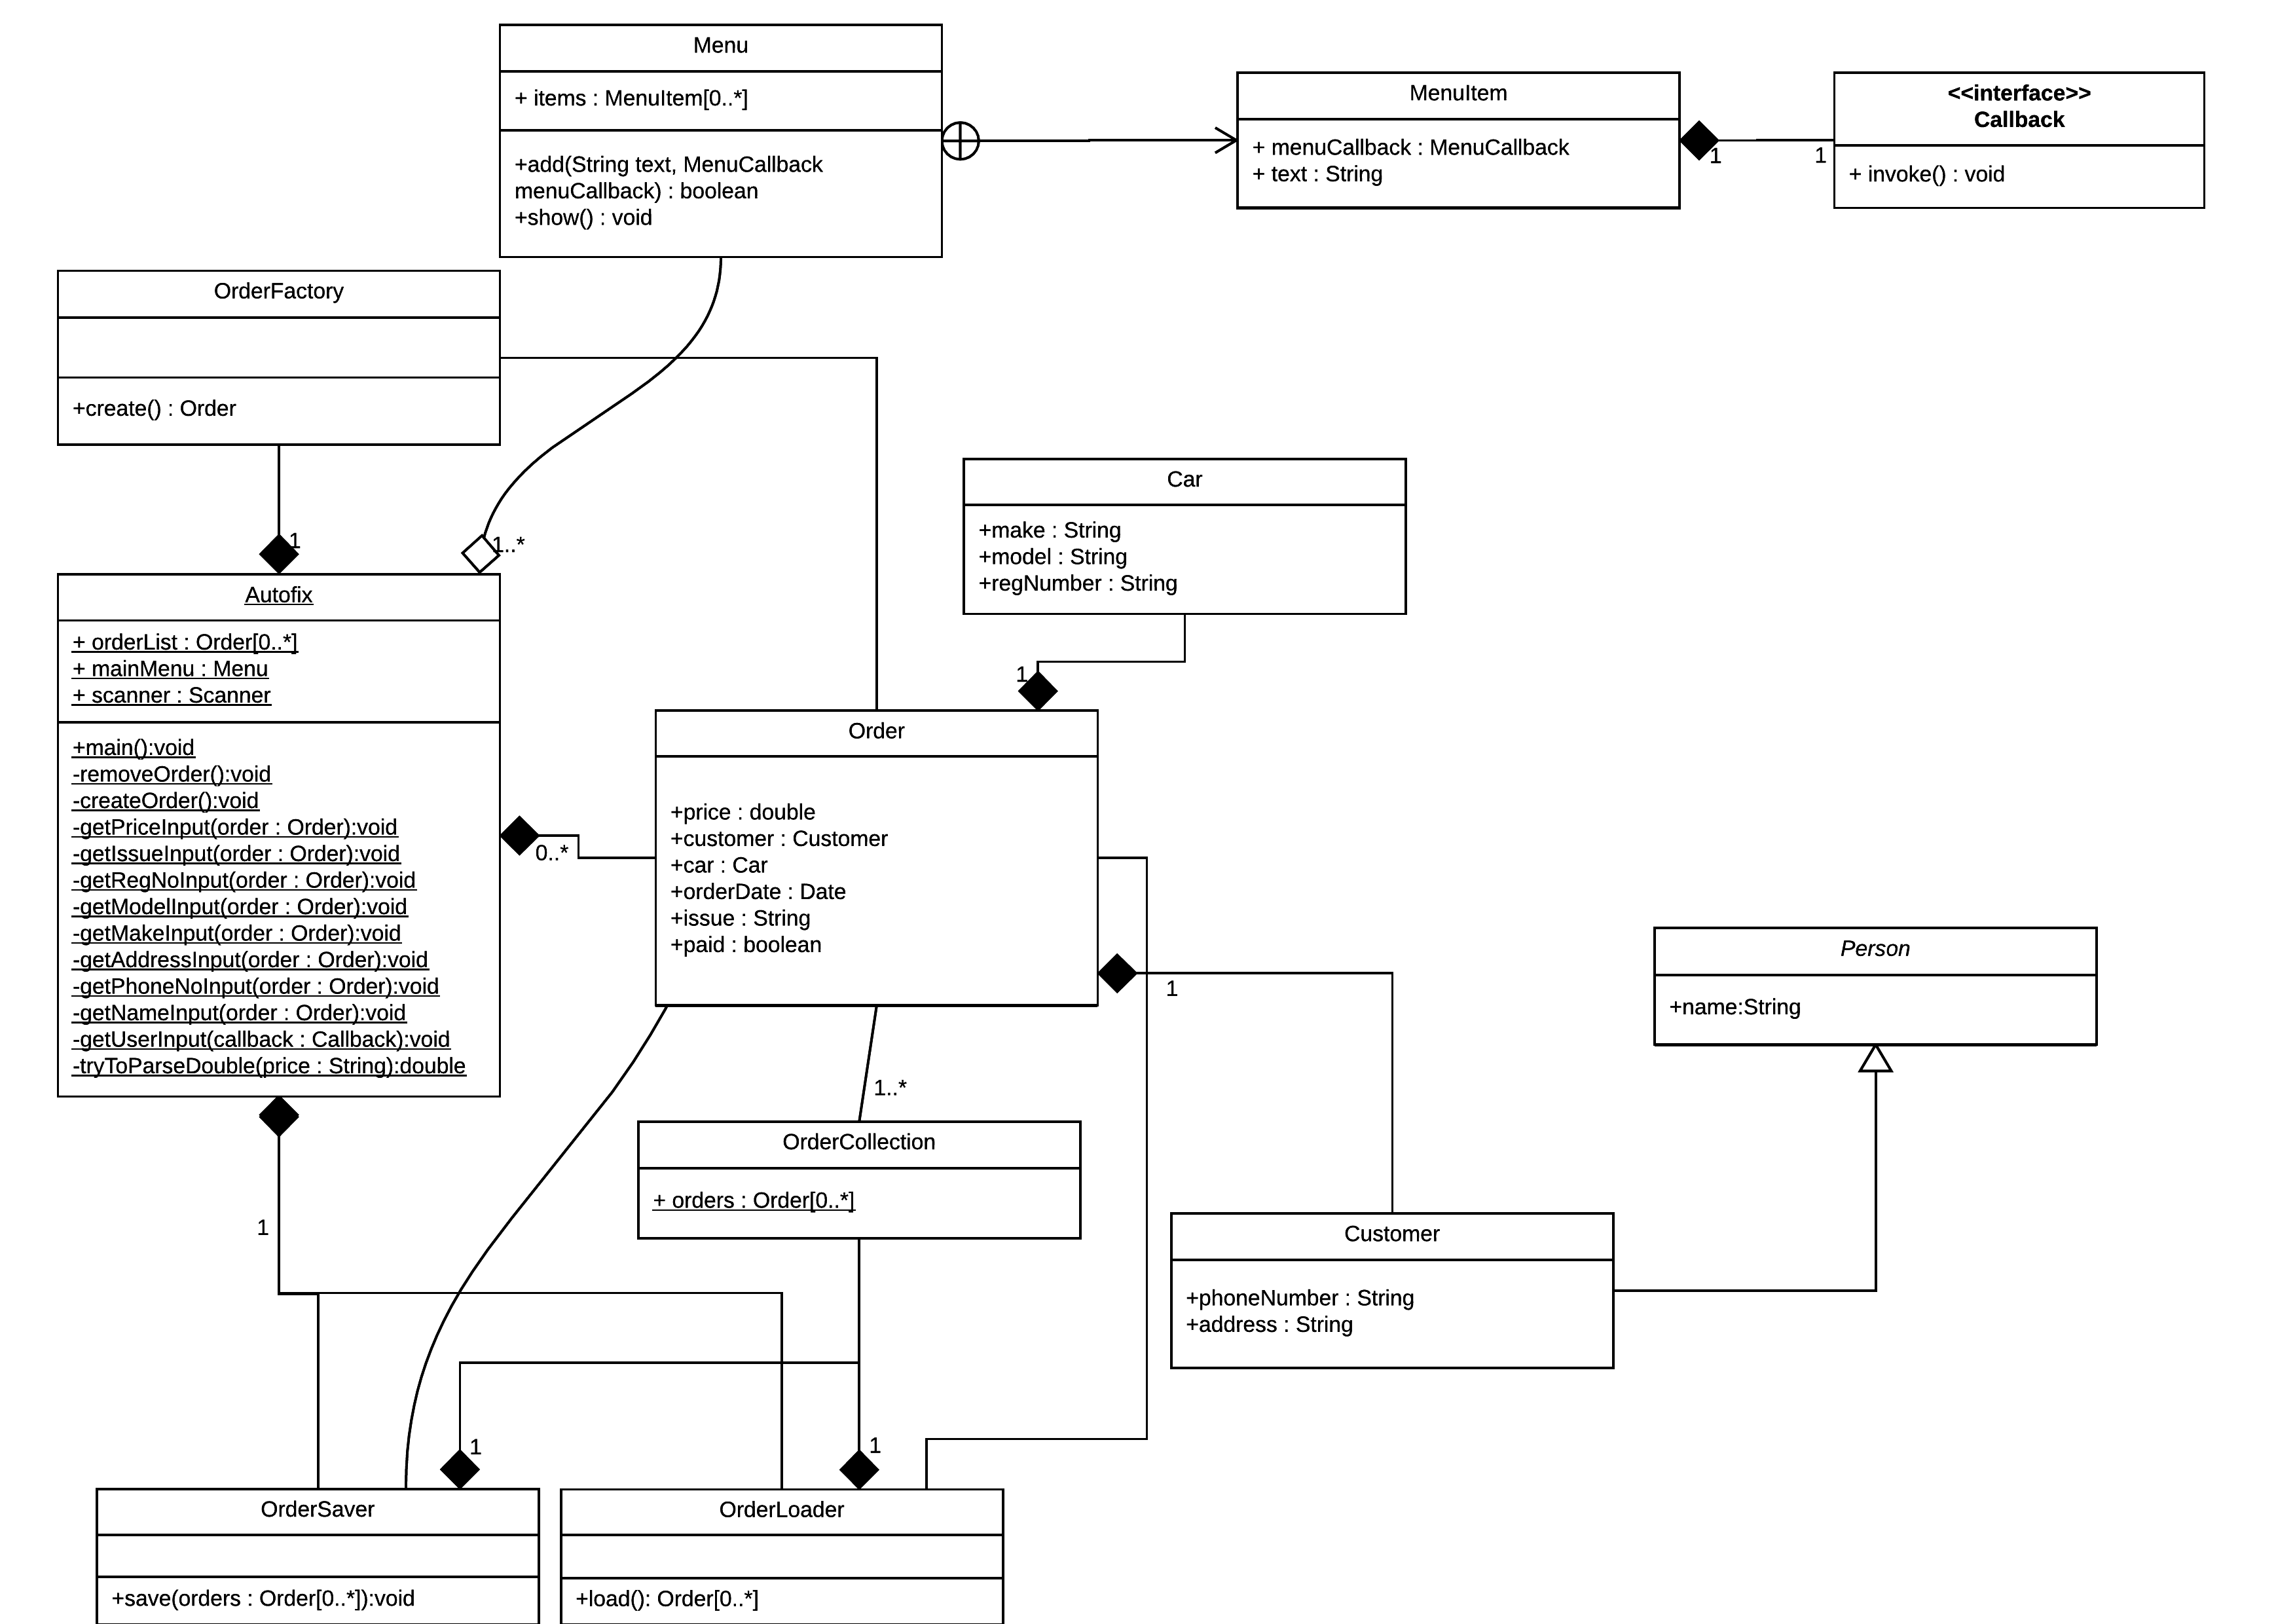 Menu
+ items : MenuItem[0..*]
+add(String text, MenuCallback
menuCallback) : boolean
+show() : void
MenuItem
+ menuCallback : MenuCallback
+ text : String
1
1
<<interface>>
Callback
+ invoke() : void
OrderFactory
+create() : Order
1
1..*
Car
+make : String
+model : String
+regNumber : String
1
Autofix
+ orderList : Order[0..*]
+ mainMenu : Menu
+ scanner : Scanner
+main():void
-removeOrder():void
-createOrder():void
-getPriceInput(order : Order):void
-getIssueInput(order : Order):void
-getRegNoInput(order : Order):void
-getModelInput(order : Order):void
-getMakeInput(order : Order):void
-getAddressInput(order : Order):void
-getPhoneNoInput(order : Order):void
-getNameInput(order : Order):void
-getUserInput(callback : Callback):void
-tryToParseDouble(price : String):double
0..*
Order
+price : double
+customer : Customer
+car : Car
+orderDate : Date
+issue : String
+paid : boolean
1
Person
+name:String
1..*
OrderCollection
+ orders : Order[0..*]
1
Customer
+phoneNumber : String
+address : String
1
1
OrderSaver
+save(orders : Order[0..*]):void
OrderLoader
+load(): Order[0..*]